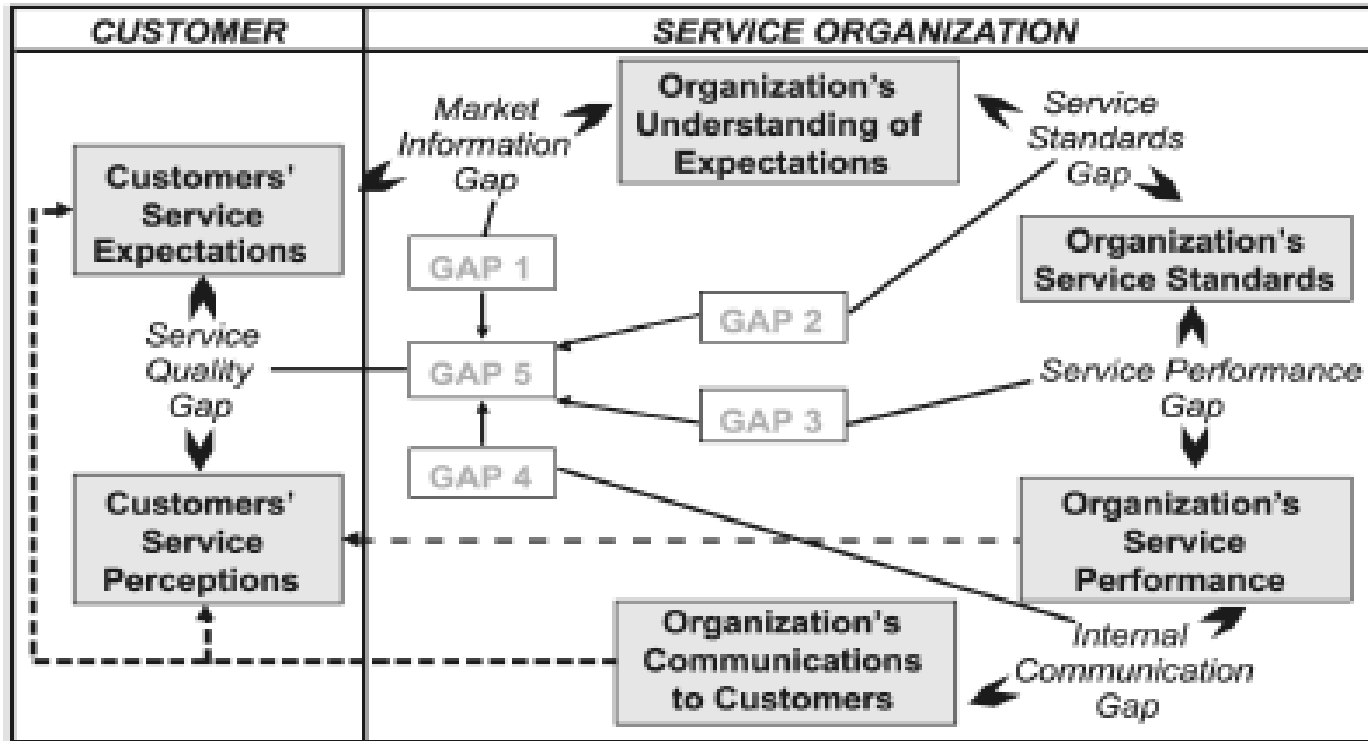 CUSTOMER
SERVICE ORGANIZATION
Organization's
Understanding of
Expectations
Market
Information
Gap
Service
Standards
Gap
Customers'
Service
Expectations
GAP 1
Organization's
Service Standards
GAP 2
Service
Quality
Gap
GAP 5
Service Performance
Gap
GAP 3
GAP 4
Customers'
Service
Perceptions
Organization's
Service
Performance
Organization's
Communications
to Customers
Internal
Communication
Gap